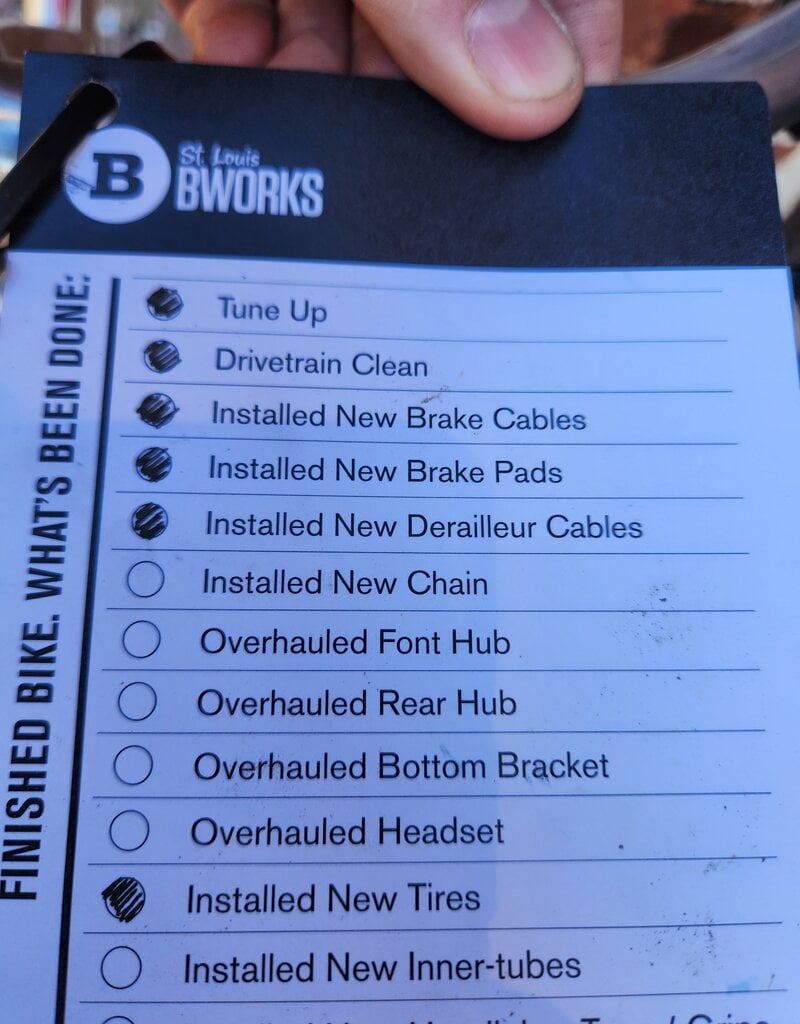 B
St. Louis
BWORKS
FINISHED BIKE. WHAT'S BEEN DONE:
Tune Up
Drivetrain Clean
Installed New Brake Cables
Installed New Brake Pads
Installed New Derailleur Cables
Installed New Chain
Overhauled Font Hub
Overhauled Rear Hub
Overhauled Bottom Bracket
Overhauled Headset
Installed New Tires
Installed New Inner-tubes